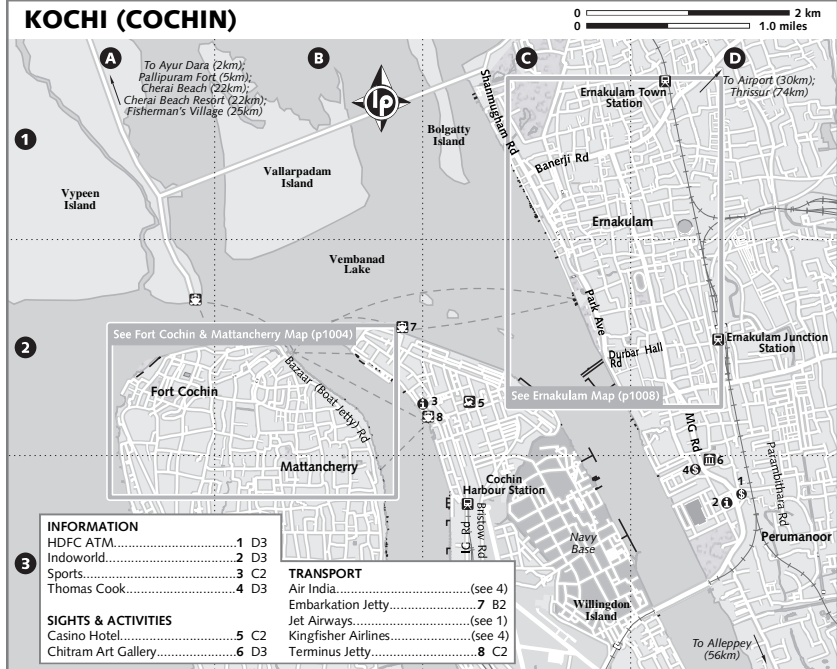 KOCHI (COCHIN)
0 2 km
0 1.0 miles
A
B
C
D
To Ayur Dara (2km);
Pallipuram Fort (5km);
Cherai Beach (22km);
Cherai Beach Resort (22km);
Fisherman's Village (25km)
lp
Shanmugham Rd
Ernakulam Town
Station
To Airport (30km);
Thrissur (74km)
1
Bolgatty
Island
Banerji Rd
Vallarpadam
Island
Vypeen
Island
Ernakulam
Vembanad
Lake
Park Ave
2
7
See Fort Cochin & Mattancherry Map (p1004)
Ernakulam Junction
Station
Durbar Hall
Rd
Bazaar (Boat Jetty) Rd
Fort Cochin
See Ernakulam Map (p1008)
3
5
8
MG Rd
Parambithara Rd
6
4
Mattancherry
Cochin
Harbour Station
1
2
Bristow Rd
IG Rd
Navy
Base
Perumanoor
3
Willingdon
Island
To Alleppey
(56km)
INFORMATION
HDFC ATM 1 D3
Indoworld 2 D3
Sports 3 C2
Thomas Cook 4 D3
SIGHTS & ACTIVITIES
Casino Hotel 5 C2
Chitram Art Gallery 6 D3
TRANSPORT
Air India (see 4)
Embarkation Jetty 7 B2
Jet Airways (see 1)
Kingfisher Airlines (see 4)
Terminus Jetty 8 C2